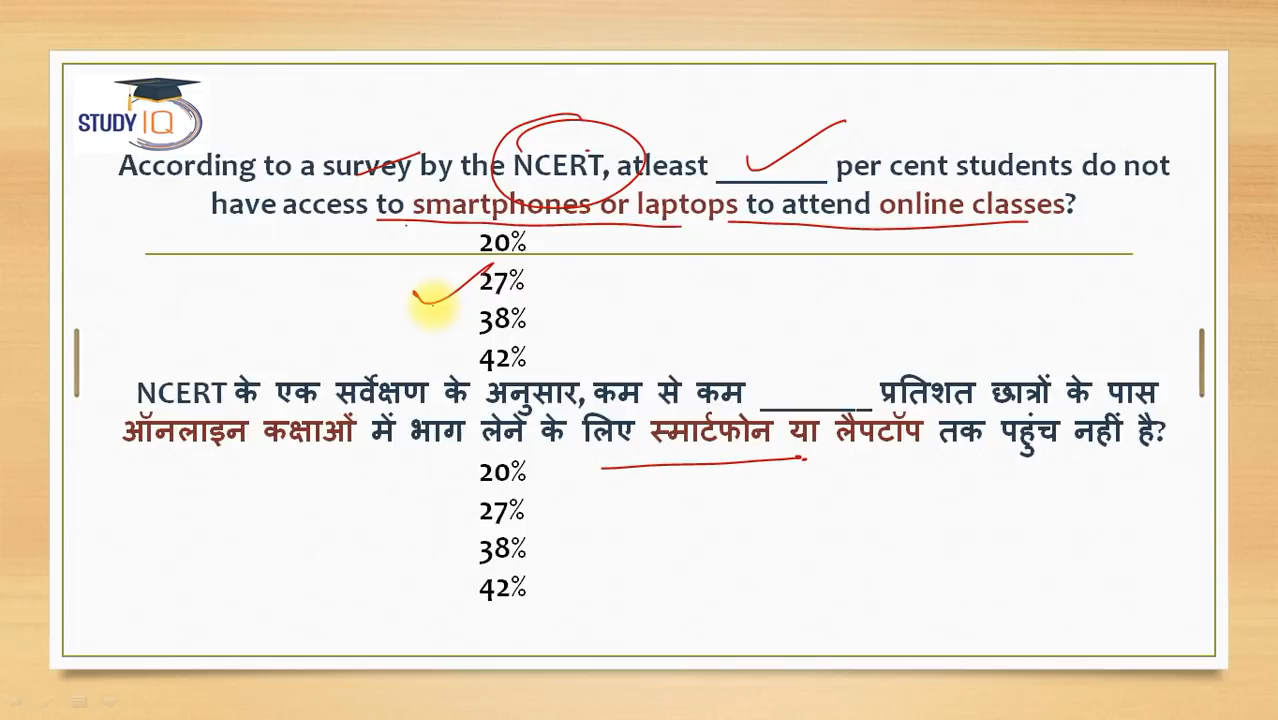 STUDY IQ
According to a survey by the NCERT, atleast ________ per cent students do not
have access to smartphones or laptops to attend online classes?
20%
27%
38%
42%
NCERT के एक सर्वेक्षण के अनुसार, कम से कम ________ प्रतिशत छात्रों के पास
ऑनलाइन कक्षाओं में भाग लेने के लिए स्मार्टफोन या लैपटॉप तक पहुंच नहीं है?
20%
27%
38%
42%